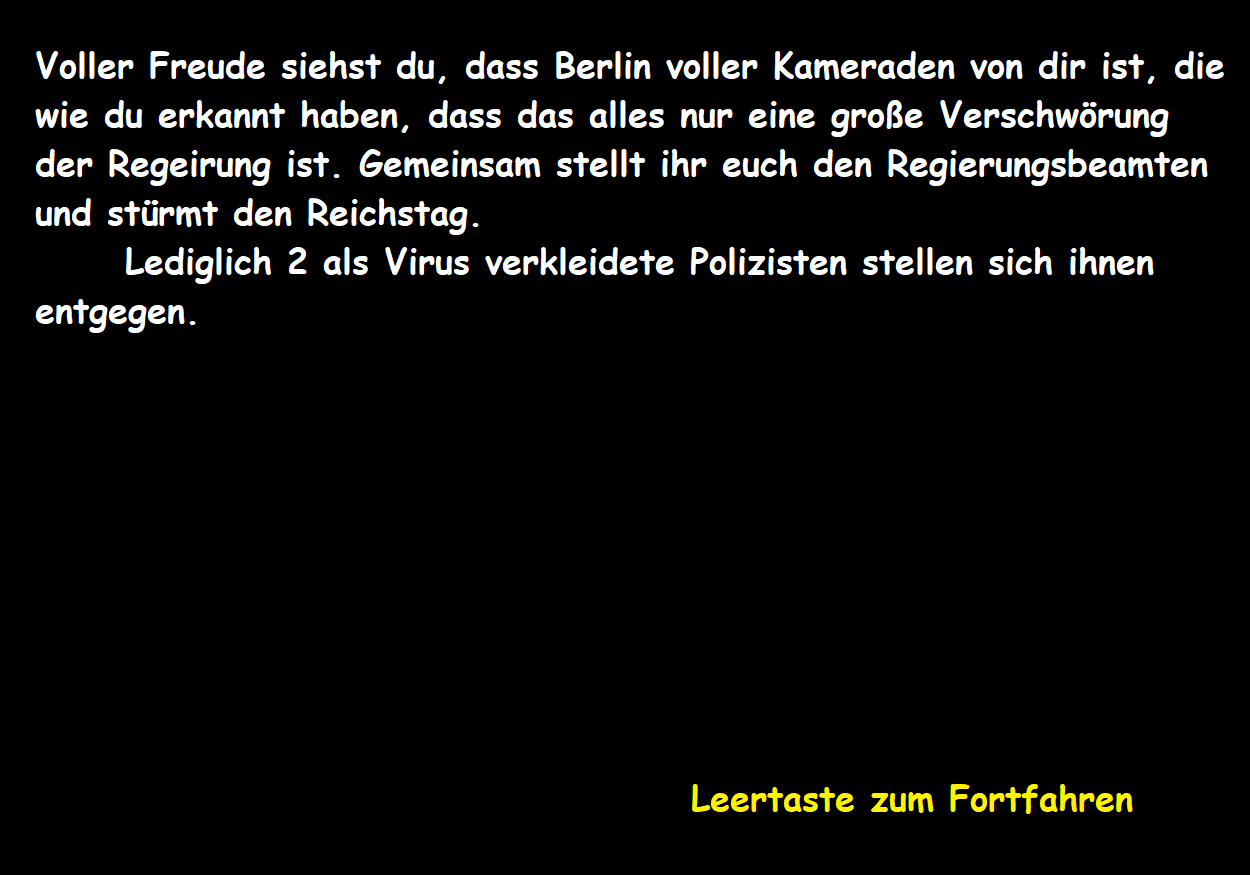 Voller Freude siehst du, dass Berlin voller Kameraden von dir ist, die
wie du erkannt haben, dass das alles nur eine große Verschwörung
der Regeirung ist. Gemeinsam stellt ihr euch den Regierungsbeamten
und stürmt den Reichstag.
Lediglich 2 als Virus verkleidete Polizisten stellen sich ihnen
entgegen.
Leertaste zum Fortfahren